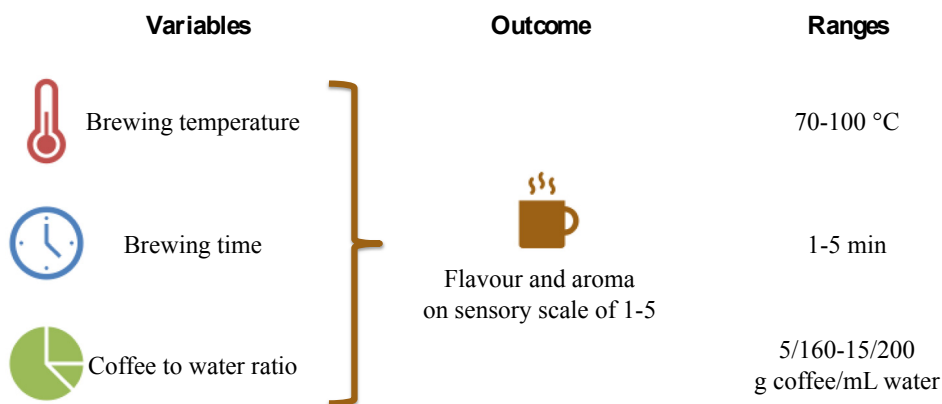 Variables
Outcome
Ranges
Brewing temperature
70-100 °C
Brewing time
Flavour and aroma
on sensory scale of 1-5
1-5 min
Coffee to water ratio
5/160-15/200
g coffee/mL water